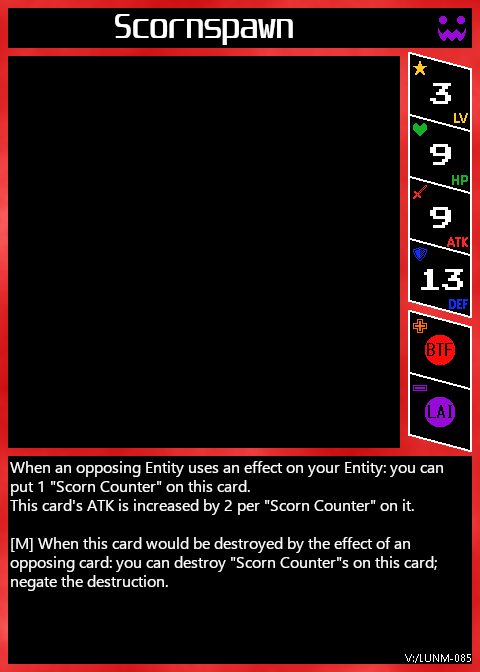 Scornspawn
3
LV
9
HP
9
ATK
13
DEF
BTF
LAI
When an opposing Entity uses an effect on your Entity: you can
put 1 "Scorn Counter" on this card.
This card's ATK is increased by 2 per "Scorn Counter" on it.
[M] When this card would be destroyed by the effect of an
opposing card: you can destroy "Scorn Counter"s on this card;
negate the destruction.
V:/LUNM-085